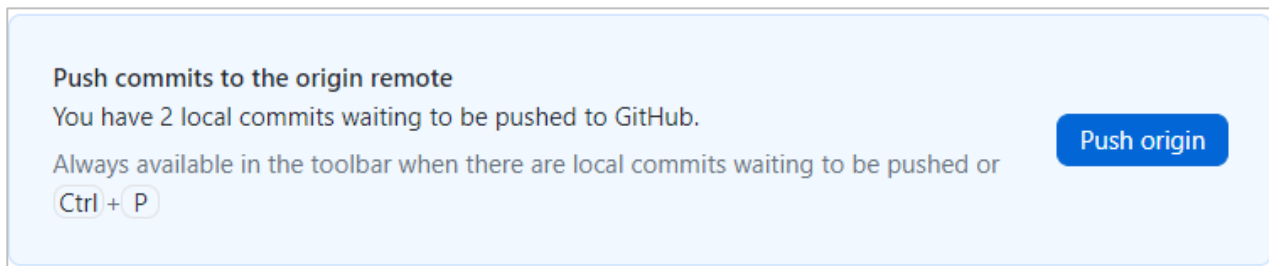 Push commits to the origin remote
You have 2 local commits waiting to be pushed to GitHub.
Always available in the toolbar when there are local commits waiting to be pushed or
Ctrl + P
Push origin